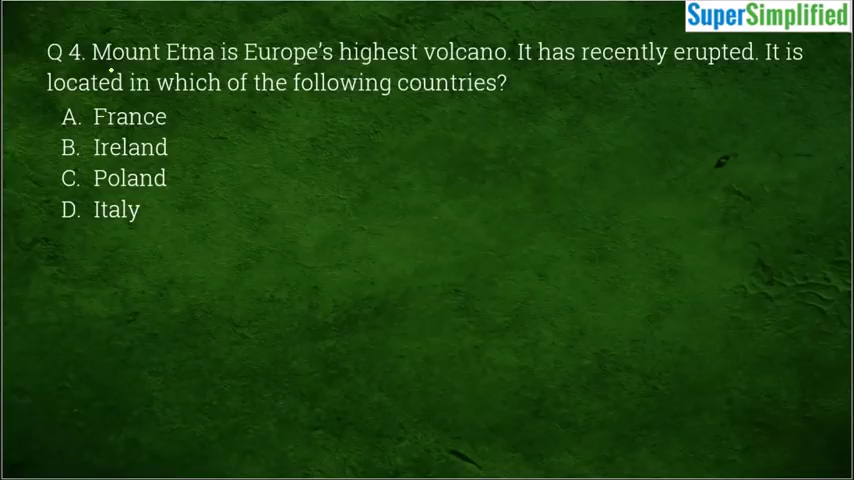 SuperSimplified
Q 4. Mount Etna is Europe's highest volcano. It has recently erupted. It is
located in which of the following countries?
A. France
B. Ireland
C. Poland
D. Italy